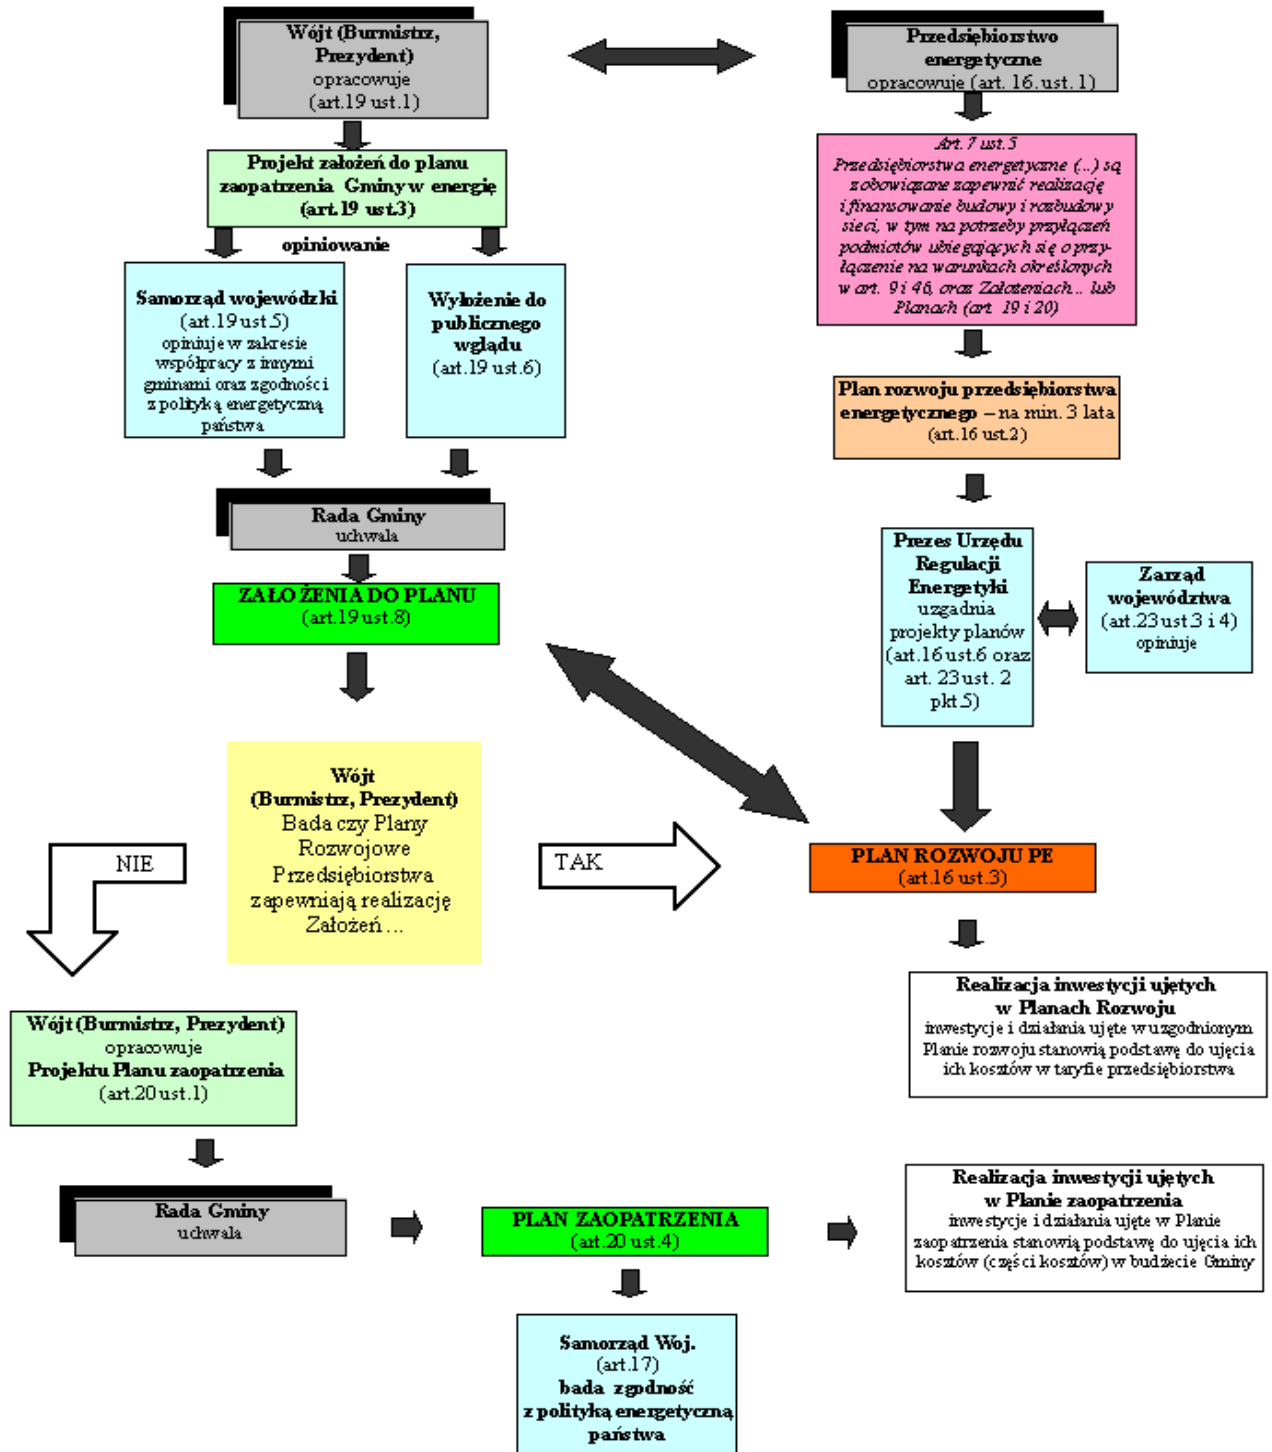 Wójt (Burmistrz,
Prezydent)
opracowuje
(art.19 ust.1)
Przedsiębiorstwo
energetyczne
opracowuje (art. 16. ust. 1)
Projekt założeń do planu
zaopatrzenia Gminy w energię
(art.19 ust.3)
opiniowanie
Art. 7 ust.5
Przedsiębiorstwa energetyczne (...) są
zobowiązane zapewnić realizację
i finansowanie budowy i rozbudowy
sieci, w tym na potrzeby przyłączeń
podmiotów ubiegających się o przy-
łączenie na warunkach określonych
w art. 9 i 46, oraz Założeniach... lub
Planach (art. 19 i 20)
Samorząd wojewódzki
(art.19 ust.5)
opiniuje w zakresie
współpracy z innymi
gminami oraz zgodności
z polityką energetyczną
państwa
Wyłożenie do
publicznego
wglądu
(art.19 ust.6)
Plan rozwoju przedsiębiorstwa
energetycznego – na min. 3 lata
(art.16 ust.2)
Rada Gminy
uchwala
ZAŁOŻENIA DO PLANU
(art.19 ust.8)
Prezes Urzędu
Regulacji
Energetyki
uzgadnia
projekty planów
(art.16 ust.6 oraz
art. 23 ust. 2
pkt.5)
Zarząd
województwa
(art.23 ust.3 i 4)
opiniuje
Wójt
(Burmistrz, Prezydent)
Bada czy Plany
Rozwojowe
Przedsiębiorstwa
zapewniają realizację
Założeń ...
NIE
TAK
PLAN ROZWOJU PE
(art.16 ust.3)
Realizacja inwestycji ujętych
w Planach Rozwoju
inwestycje i działania ujęte w uzgodnionym
Planie rozwoju stanowią podstawę do ujęcia
ich kosztów w taryfie przedsiębiorstwa
Wójt (Burmistrz, Prezydent)
opracowuje
Projektu Planu zaopatrzenia
(art.20 ust.1)
Rada Gminy
uchwala
PLAN ZAOPATRZENIA
(art.20 ust.4)
Realizacja inwestycji ujętych
w Planie zaopatrzenia
inwestycje i działania ujęte w Planie
zaopatrzenia stanowią podstawę do ujęcia ich
kosztów (części kosztów) w budżecie Gminy
Samorząd Woj.
(art.17)
bada zgodność
z polityką energetyczną
państwa